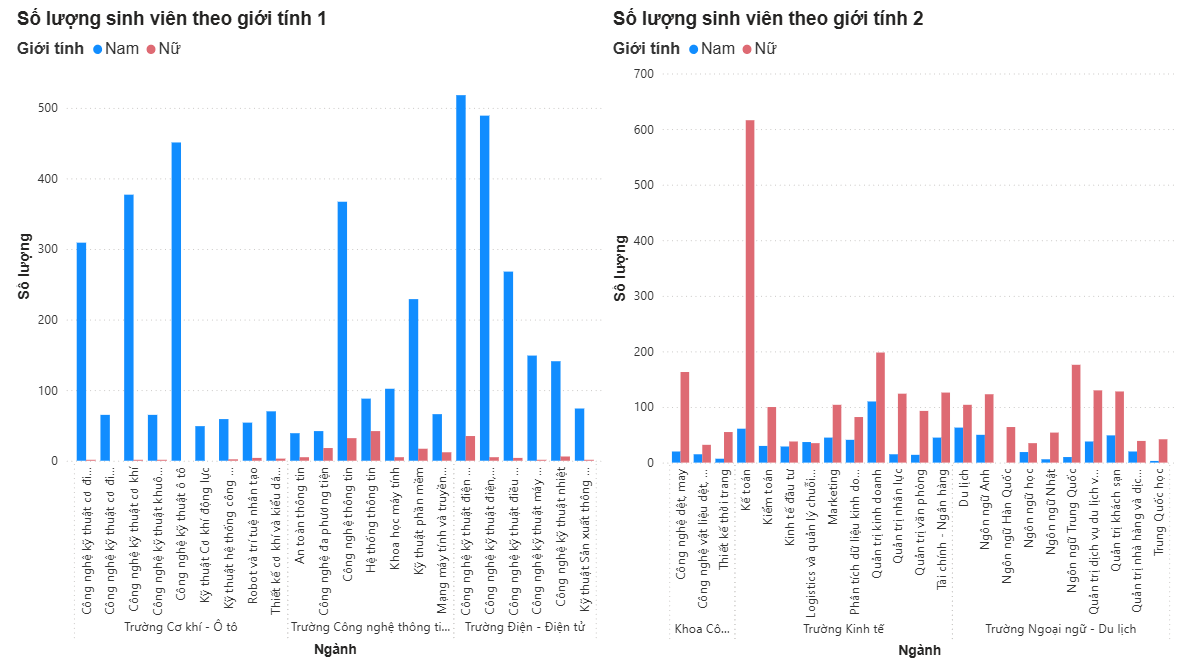 Số lượng sinh viên theo giới tính 1
Giới tính Nam Nữ
Số lượng
500
400
300
200
100
0
Công nghệ kỹ thuật cơ đi...
Công nghệ kỹ thuật cơ đi...
Công nghệ kỹ thuật cơ khí
Công nghệ kỹ thuật khuô...
Công nghệ kỹ thuật ô tô
Kỹ thuật Cơ khí động lực
Kỹ thuật hệ thống công ...
Robot và trí tuệ nhân tạo
Thiết kế cơ khí và kiểu dá...
An toàn thông tin
Công nghệ đa phương tiện
Công nghệ thông tin
Hệ thống thông tin
Khoa học máy tính
Kỹ thuật phần mềm
Mạng máy tính và truyền...
Công nghệ kỹ thuật điện ...
Công nghệ kỹ thuật điện,...
Công nghệ kỹ thuật điều ...
Công nghệ kỹ thuật máy ...
Công nghệ kỹ thuật nhiệt
Kỹ thuật Sản xuất thông ...
Trường Cơ khí - Ô tô
Trường Công nghệ thông ti...
Trường Điện - Điện tử
Ngành
Số lượng sinh viên theo giới tính 2
Giới tính Nam Nữ
Số lượng
700
600
500
400
300
200
100
0
Công nghệ dệt, may
Công nghệ vật liệu dệt, ...
Thiết kế thời trang
Kế toán
Kiểm toán
Kinh tế đầu tư
Logistics và quản lý chuỗi...
Marketing
Phân tích dữ liệu kinh do...
Quản trị kinh doanh
Quản trị nhân lực
Quản trị văn phòng
Tài chính - Ngân hàng
Du lịch
Ngôn ngữ Anh
Ngôn ngữ Hàn Quốc
Ngôn ngữ học
Ngôn ngữ Nhật
Ngôn ngữ Trung Quốc
Quản trị dịch vụ du lịch v...
Quản trị khách sạn
Quản trị nhà hàng và dịc...
Trung Quốc học
Khoa Cô...
Trường Kinh tế
Trường Ngoại ngữ - Du lịch
Ngành